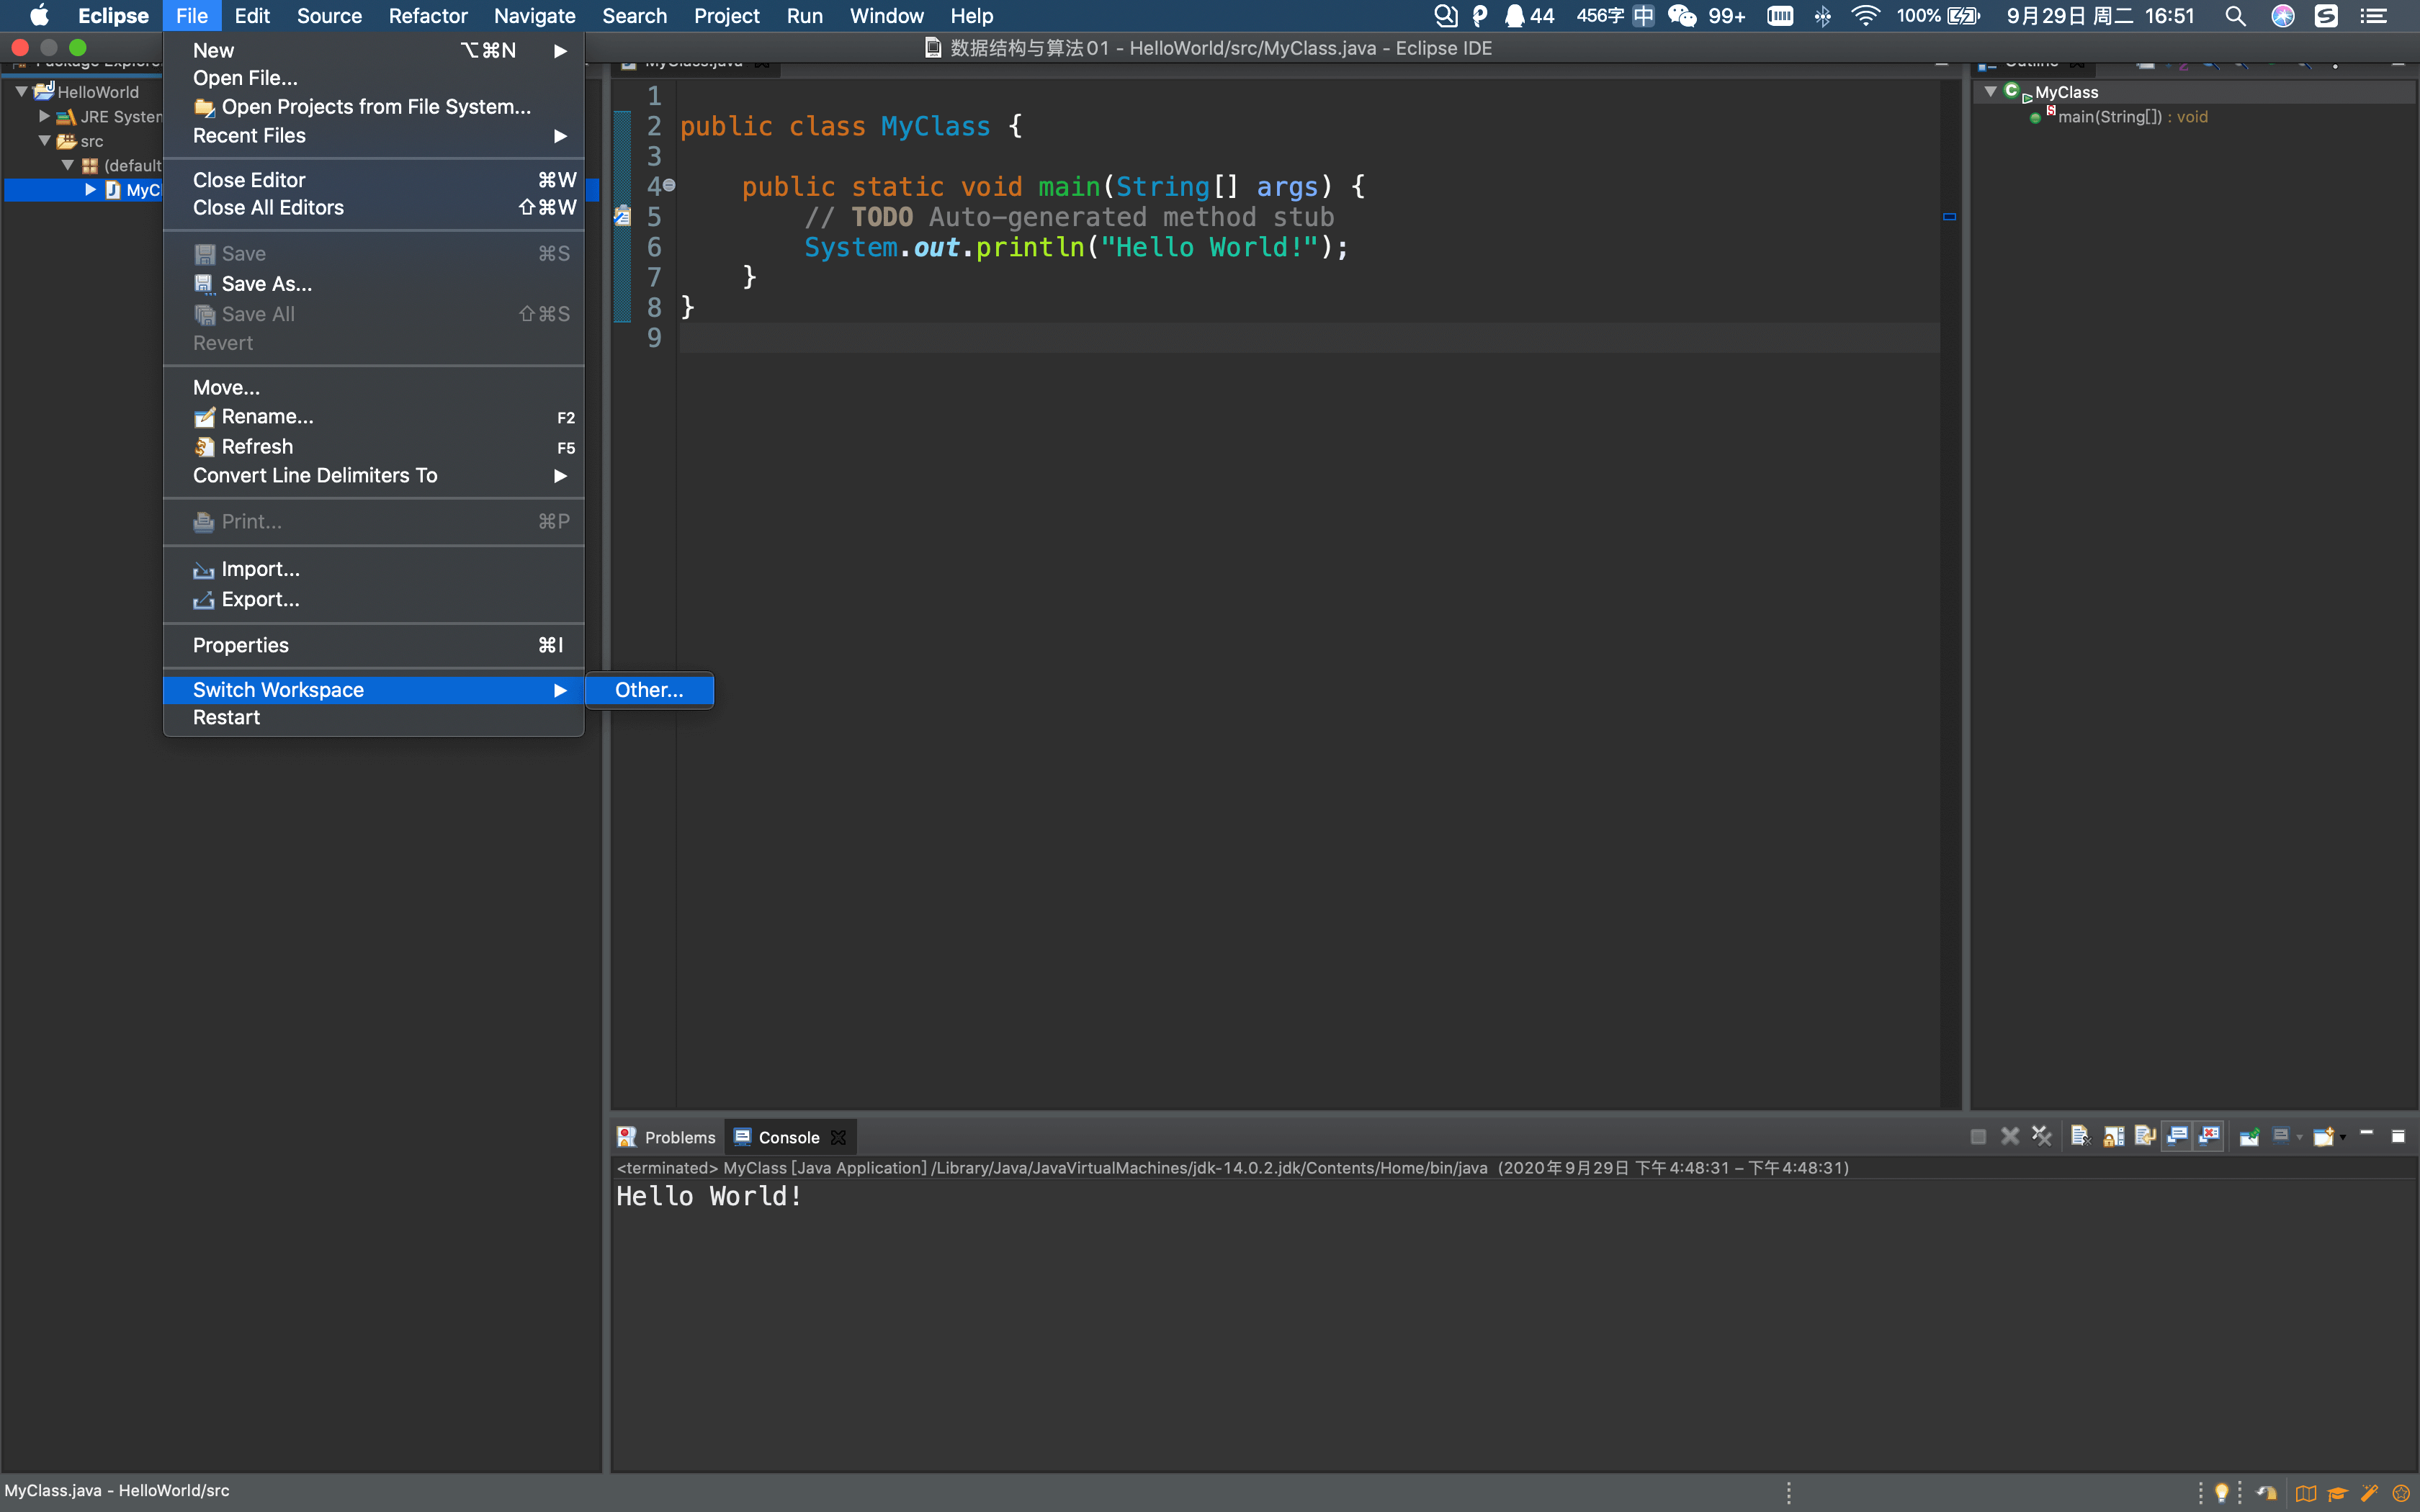 Eclipse File Edit Source Refactor Navigate Search Project Run Window Help 44 456字 中 99+ 100% 9月29日 周二 16:51
数据结构与算法01 - HelloWorld/src/MyClass.java - Eclipse IDE
New ⌥⌘N
Open File...
Open Projects from File System...
Recent Files
Close Editor ⌘W
Close All Editors ⇧⌘W
Save ⌘S
Save As...
Save All ⇧⌘S
Revert
Move...
Rename... F2
Refresh F5
Convert Line Delimiters To
Print... ⌘P
Import...
Export...
Properties ⌘I
Switch Workspace
Other...
Restart
HelloWorld
JRE System
src
(default
MyCl
MyClass.java
1
2 public class MyClass {
3
4 public static void main(String[] args) {
5 // TODO Auto-generated method stub
6 System.out.println("Hello World!");
7 }
8 }
9
Outline
MyClass
main(String[]) : void
Problems Console
<terminated> MyClass [Java Application] /Library/Java/JavaVirtualMachines/jdk-14.0.2.jdk/Contents/Home/bin/java (2020年9月29日 下午4:48:31 – 下午4:48:31)
Hello World!
MyClass.java - HelloWorld/src